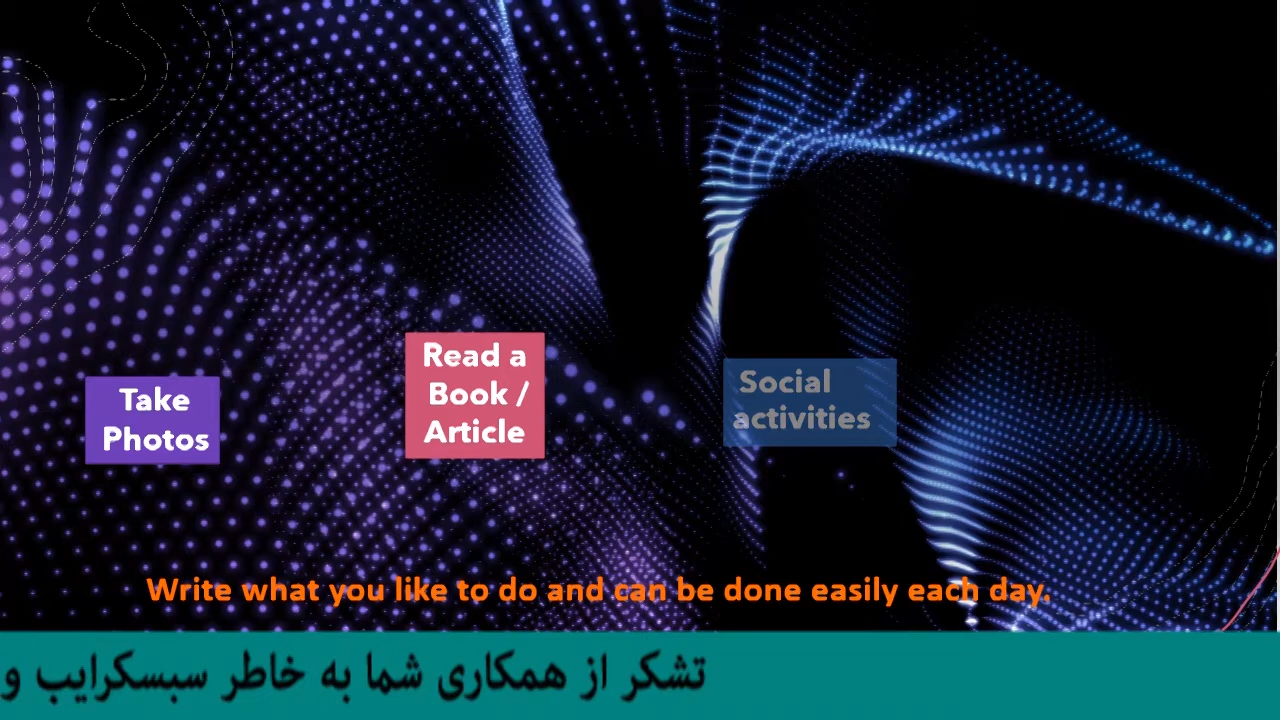 Take
Photos
Read a
Book /
Article
Social
activities
Write what you like to do and can be done easily each day.
تشکر از همکاری شما به خاطر سبسکرایب و